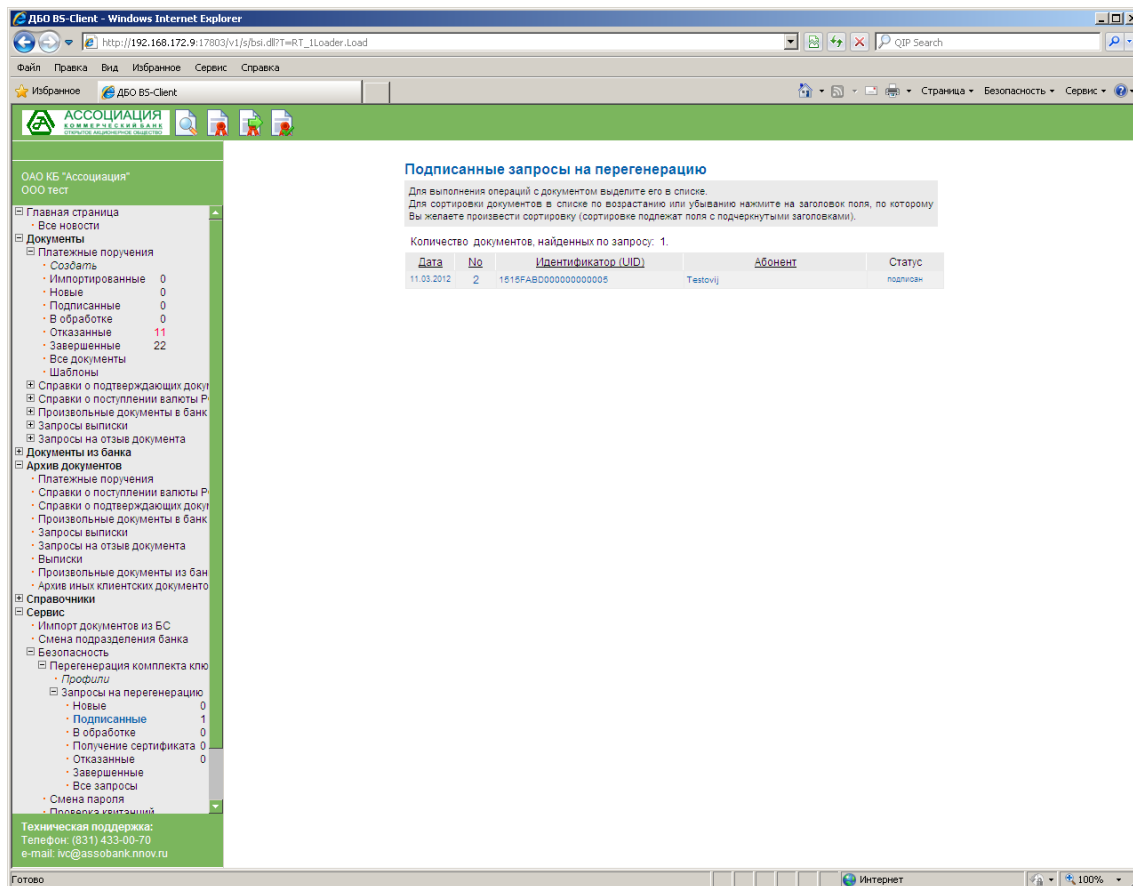 ДБО BS-Client - Windows Internet Explorer
http://192.168.172.9:17803/v1/s/bsi.dll?T=RT_1Loader.Load
QIP Search
Файл Правка Вид Избранное Сервис Справка
Избранное ДБО BS-Client Страница Безопасность Сервис
АССОЦИАЦИЯ
КОММЕРЧЕСКИЙ БАНК
ОТКРЫТОЕ АКЦИОНЕРНОЕ ОБЩЕСТВО
ОАО КБ "Ассоциация"
ООО тест
Главная страница
Все новости
Документы
Платежные поручения
Создать
Импортированные 0
Новые 0
Подписанные 0
В обработке 0
Отказанные 11
Завершенные 22
Все документы
Шаблоны
Справки о подтверждающих докум
Справки о поступлении валюты Р
Произвольные документы в банк
Запросы выписки
Запросы на отзыв документа
Документы из банка
Архив документов
Платежные поручения
Справки о поступлении валюты Р
Справки о подтверждающих докум
Произвольные документы в банк
Запросы выписки
Запросы на отзыв документа
Выписки
Произвольные документы из бан
Архив иных клиентских документо
Справочники
Сервис
Импорт документов из БС
Смена подразделения банка
Безопасность
Перегенерация комплекта клю
Профили
Запросы на перегенерацию
Новые 0
Подписанные 1
В обработке 0
Получение сертификата 0
Отказанные 0
Завершенные
Все запросы
Смена пароля
Проверка квитанций
Техническая поддержка:
Телефон: (831) 433-00-70
e-mail: ivc@assobank.nnov.ru
Подписанные запросы на перегенерацию
Для выполнения операций с документом выделите его в списке.
Для сортировки документов в списке по возрастанию или убыванию нажмите на заголовок поля, по которому
Вы желаете произвести сортировку (сортировке подлежат поля с подчеркнутыми заголовками).
Количество документов, найденных по запросу: 1.
Дата No Идентификатор (UID) Абонент Статус
11.03.2012 2 1515FABD000000000005 Testovij подписан
Готово Интернет 100%